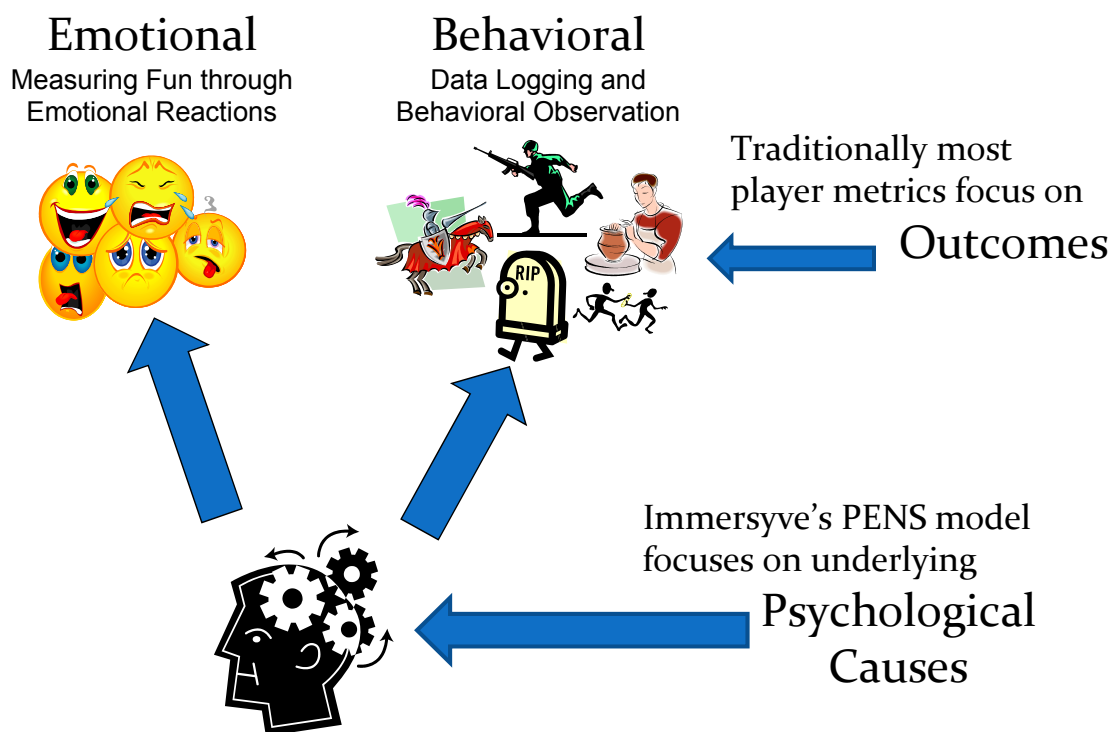 Emotional
Measuring Fun through
Emotional Reactions
Behavioral
Data Logging and
Behavioral Observation
Traditionally most
player metrics focus on
Outcomes
RIP
Immersyve's PENS model
focuses on underlying
Psychological
Causes